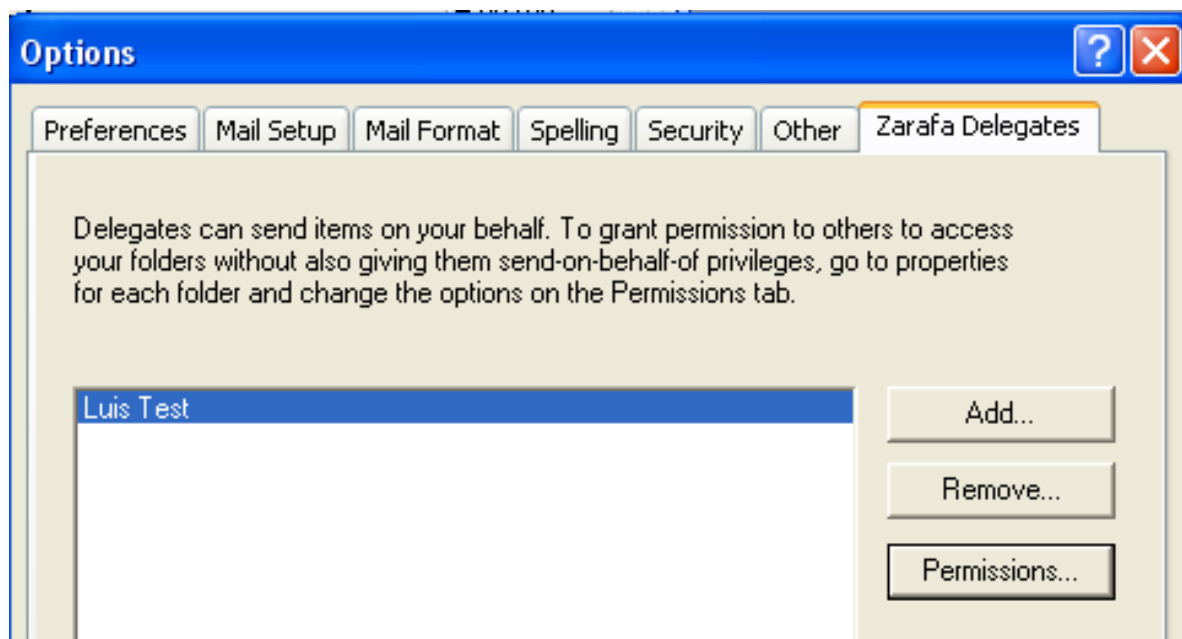 Options
Preferences Mail Setup Mail Format Spelling Security Other Zarafa Delegates
Delegates can send items on your behalf. To grant permission to others to access
your folders without also giving them send-on-behalf-of privileges, go to properties
for each folder and change the options on the Permissions tab.
Luis Test
Add...
Remove...
Permissions...